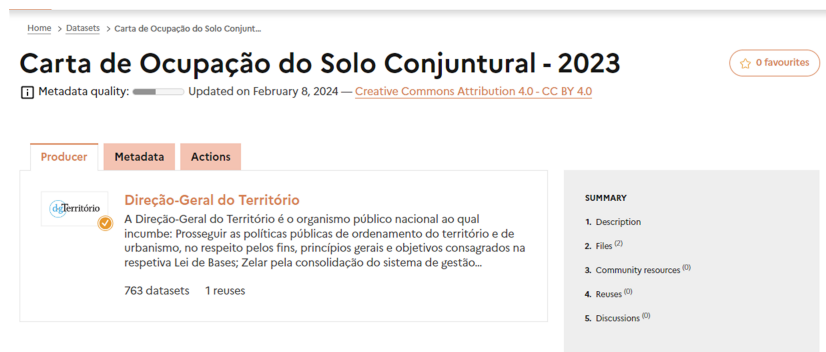 Home > Datasets > Carta de Ocupação do Solo Conjunt...
Carta de Ocupação do Solo Conjuntural - 2023
0 favourites
Metadata quality: Updated on February 8, 2024 — Creative Commons Attribution 4.0 - CC BY 4.0
Producer Metadata Actions
dgTerritório
Direção-Geral do Território
A Direção-Geral do Território é o organismo público nacional ao qual
incumbe: Prosseguir as políticas públicas de ordenamento do território e de
urbanismo, no respeito pelos fins, princípios gerais e objetivos consagrados na
respetiva Lei de Bases; Zelar pela consolidação do sistema de gestão...
763 datasets 1 reuses
SUMMARY
1. Description
2. Files (2)
3. Community resources (0)
4. Reuses (0)
5. Discussions (0)